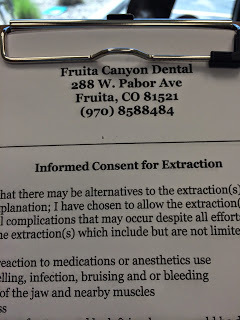 Fruita Canyon Dental
288 W. Pabor Ave
Fruita, CO 81521
(970) 8588484
Informed Consent for Extraction
hat there may be alternatives to the extraction(s)
planation; I have chosen to allow the extraction(
l complications that may occur despite all efforts
he extraction(s) which include but are not limite
reaction to medications or anesthetics use
elling, infection, bruising and or bleeding
of the jaw and nearby muscles
ss